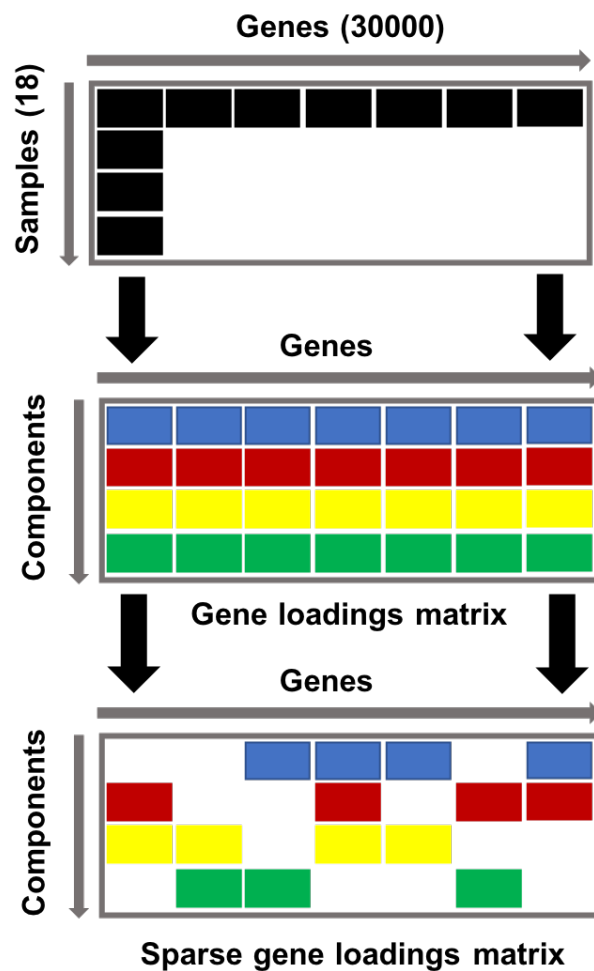 Genes (30000)
Samples (18)
Genes
Components
Gene loadings matrix
Genes
Components
Sparse gene loadings matrix